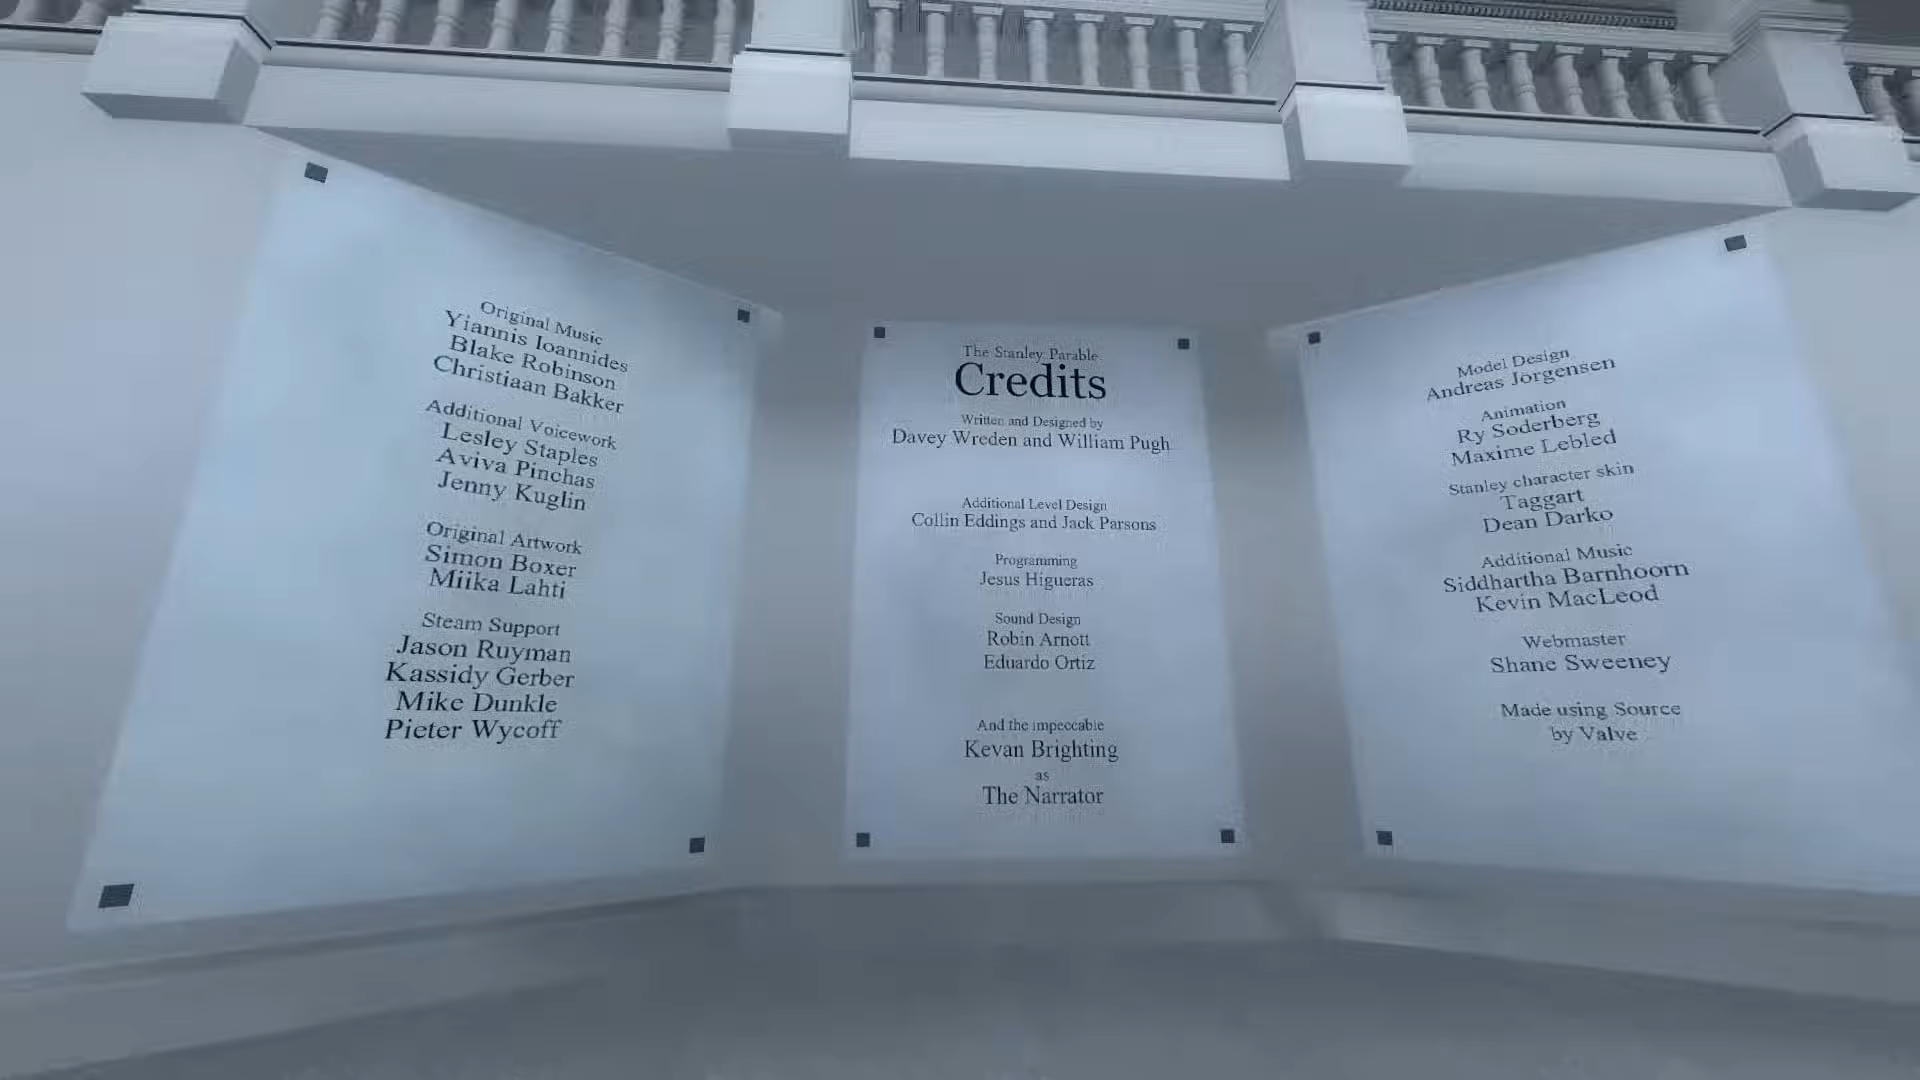 Original Music
Yiannis Ioannides
Blake Robinson
Christiaan Bakker
Additional Voicework
Lesley Staples
Aviva Pinchas
Jenny Kuglin
Original Artwork
Simon Boxer
Miika Lahti
Steam Support
Jason Ruyman
Kassidy Gerber
Mike Dunkle
Pieter Wycoff
The Stanley Parable
Credits
Written and Designed by
Davey Wreden and William Pugh
Additional Level Design
Collin Eddings and Jack Parsons
Programming
Jesus Higueras
Sound Design
Robin Arnott
Eduardo Ortiz
And the impeccable
Kevan Brighting
as
The Narrator
Model Design
Andreas Jörgensen
Animation
Ry Soderberg
Maxime Lebled
Stanley character skin
Taggart
Dean Darko
Additional Music
Siddhartha Barnhoorn
Kevin MacLeod
Webmaster
Shane Sweeney
Made using Source
by Valve